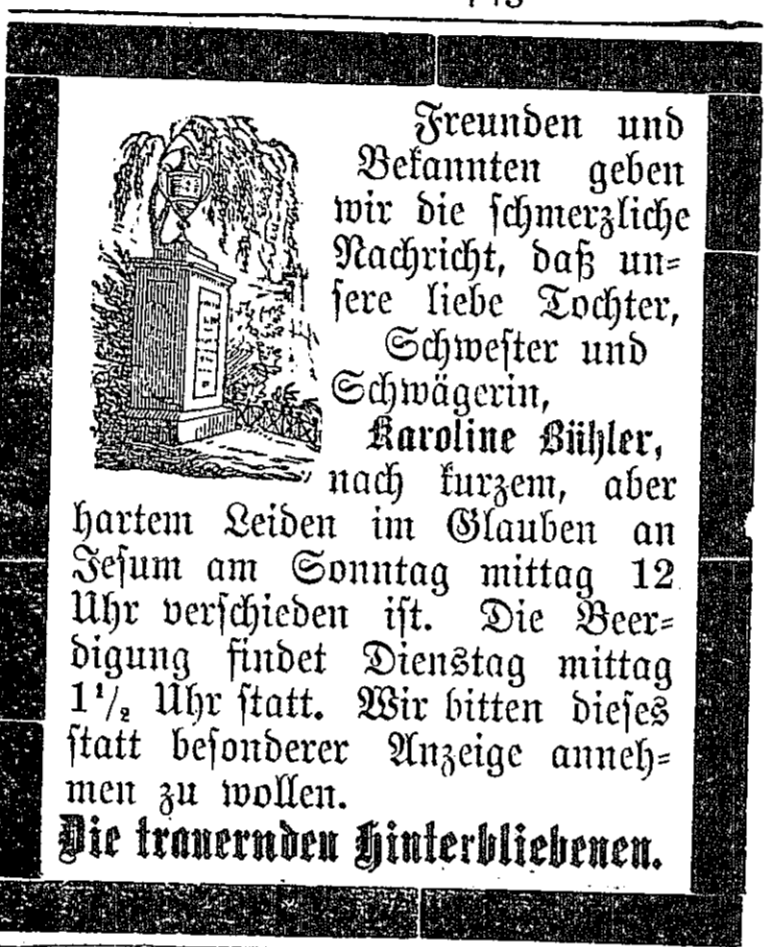 Freunden und
Bekannten geben
wir die schmerzliche
Nachricht, daß un=
sere liebe Tochter,
Schwester und
Schwägerin,
Karoline Bühler,
nach kurzem, aber
hartem Leiden im Glauben an
Jesum am Sonntag mittag 12
Uhr verschieden ist. Die Beer=
digung findet Dienstag mittag
1½ Uhr statt. Wir bitten dieses
statt besonderer Anzeige anneh=
men zu wollen.
Die trauernden Hinterbliebenen.